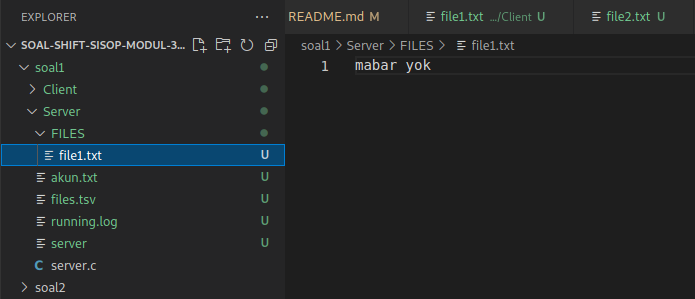 EXPLORER
SOAL-SHIFT-SISOP-MODUL-3...
soal1
Client
Server
FILES
file1.txt U
akun.txt U
files.tsv U
running.log U
server U
C server.c
soal2
README.md M file1.txt .../Client U file2.txt U
soal1 > Server > FILES > file1.txt
1 mabar yok